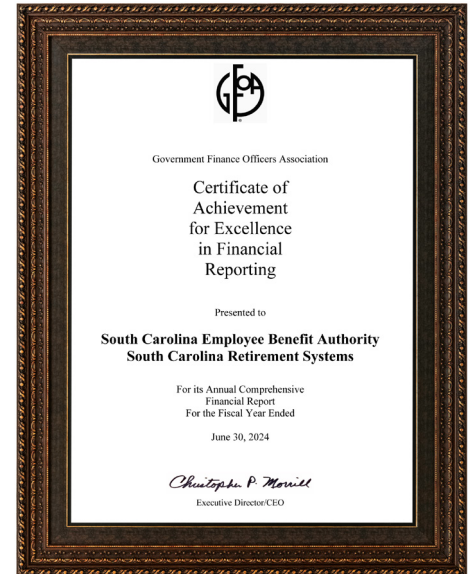 GFOA
Government Finance Officers Association
Certificate of
Achievement
for Excellence
in Financial
Reporting
Presented to
South Carolina Employee Benefit Authority
South Carolina Retirement Systems
For its Annual Comprehensive
Financial Report
For the Fiscal Year Ended
June 30, 2024
Christopher P. Morrill
Executive Director/CEO